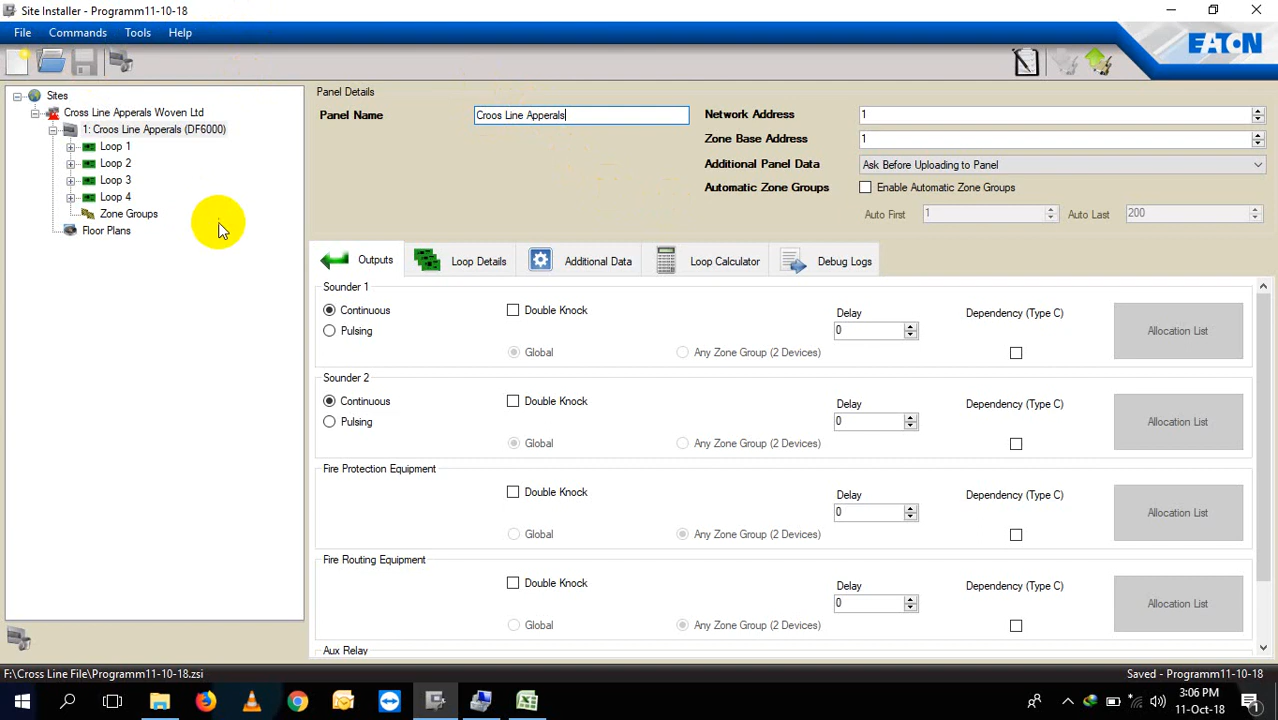 Site Installer - Programm11-10-18
File Commands Tools Help
EATON
Sites
Cross Line Apperals Woven Ltd
1: Croos Line Apperals (DF6000)
Loop 1
Loop 2
Loop 3
Loop 4
Zone Groups
Floor Plans
Panel Details
Panel Name Croos Line Apperals
Network Address 1
Zone Base Address 1
Additional Panel Data Ask Before Uploading to Panel
Automatic Zone Groups Enable Automatic Zone Groups
Auto First 1 Auto Last 200
Outputs Loop Details Additional Data Loop Calculator Debug Logs
Sounder 1
Continuous Double Knock Delay Dependency (Type C)
Pulsing 0 Allocation List
Global Any Zone Group (2 Devices)
Sounder 2
Continuous Double Knock Delay Dependency (Type C)
Pulsing 0 Allocation List
Global Any Zone Group (2 Devices)
Fire Protection Equipment
Double Knock Delay Dependency (Type C)
0 Allocation List
Global Any Zone Group (2 Devices)
Fire Routing Equipment
Double Knock Delay Dependency (Type C)
0 Allocation List
Global Any Zone Group (2 Devices)
Aux Relay
F:\Cross Line File\Programm11-10-18.zsi Saved - Programm11-10-18
3:06 PM
11-Oct-18
1